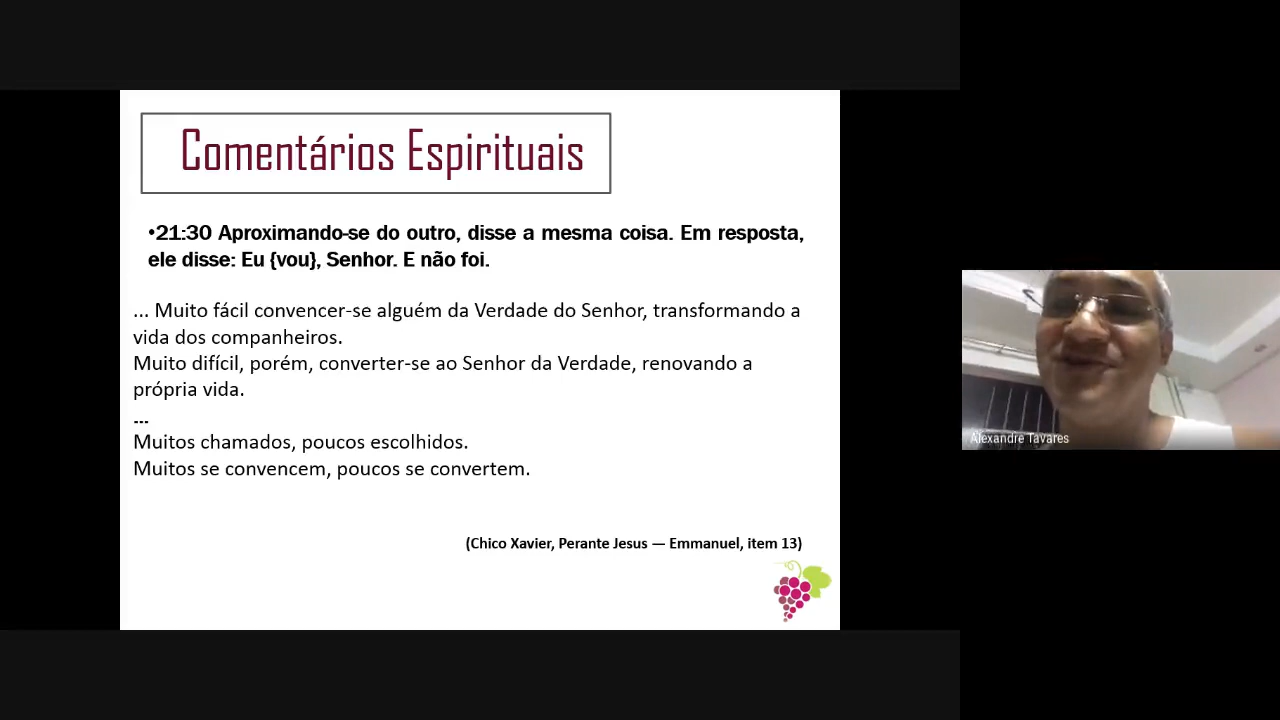 Comentários Espirituais
•21:30 Aproximando-se do outro, disse a mesma coisa. Em resposta,
ele disse: Eu {vou}, Senhor. E não foi.
... Muito fácil convencer-se alguém da Verdade do Senhor, transformando a
vida dos companheiros.
Muito difícil, porém, converter-se ao Senhor da Verdade, renovando a
própria vida.
...
Muitos chamados, poucos escolhidos.
Muitos se convencem, poucos se convertem.
(Chico Xavier, Perante Jesus — Emmanuel, item 13)
Alexandre Tavares